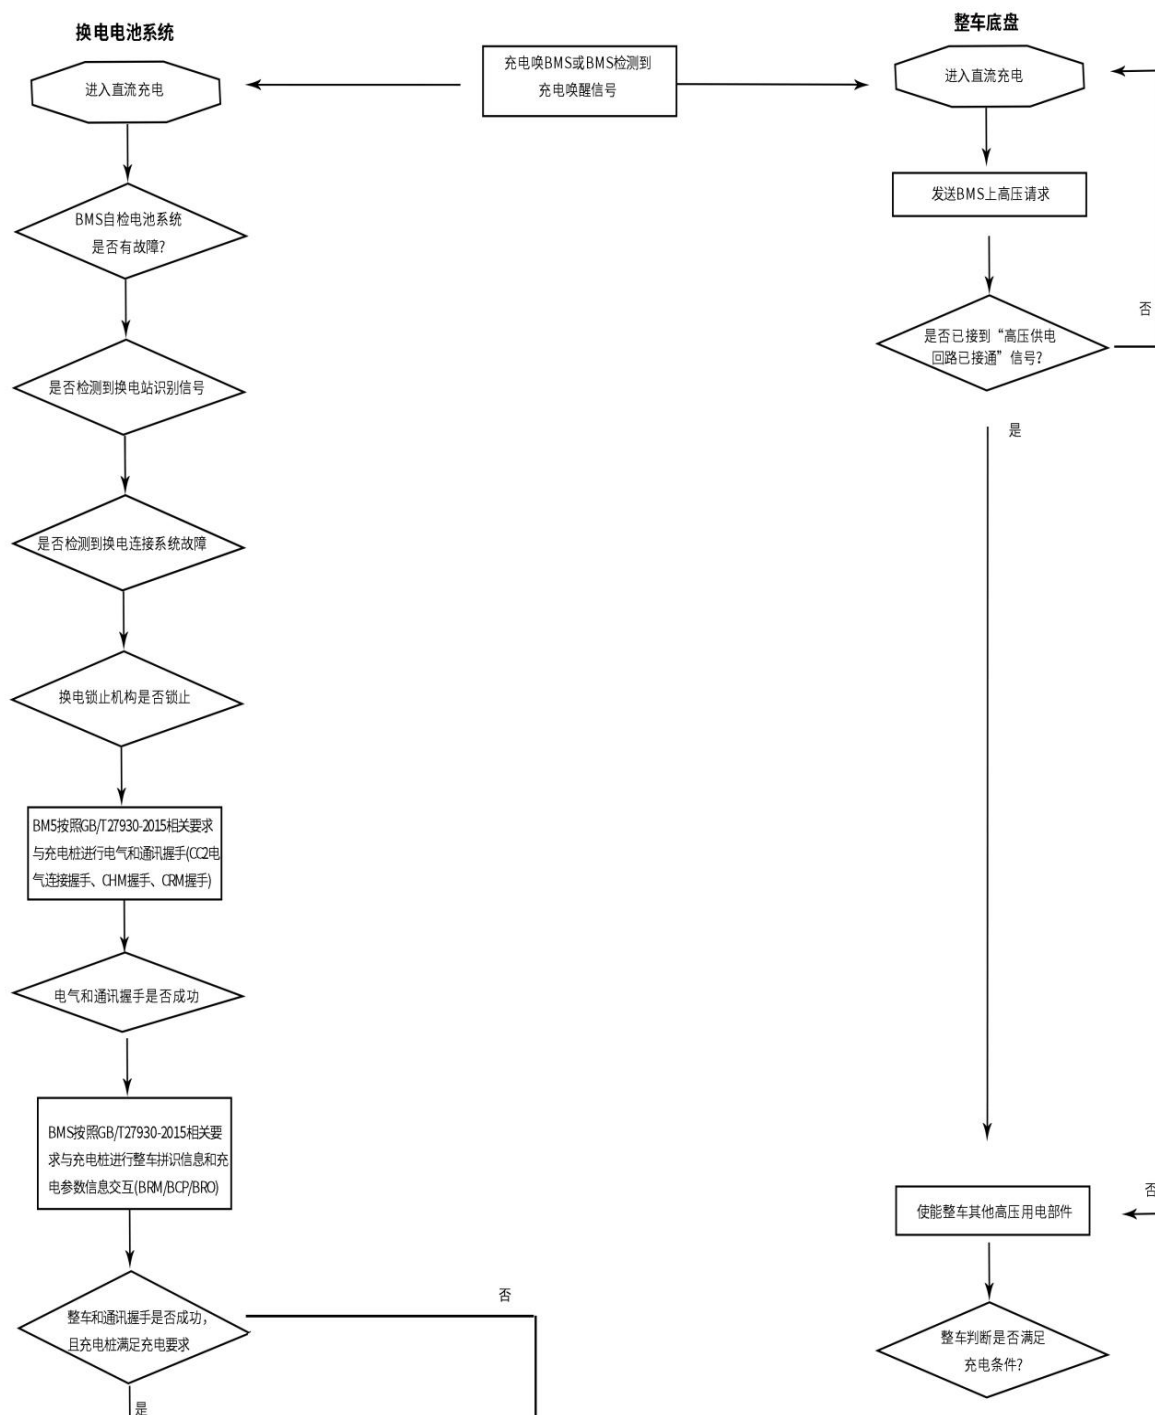 换电电池系统
整车底盘
进入直流充电
充电唤BMS或BMS检测到
充电唤醒信号
进入直流充电
发送BMS上高压请求
BMS自检电池系统
是否有故障?
是否已接到“高压供电
回路已接通”信号?
否
是
是否检测到换电站识别信号
是否检测到换电连接系统故障
换电锁止机构是否锁止
BM5按照GB/T27930-2015相关要求
与充电桩进行电气和通讯握手(CC2电
气连接握手、CHM握手、CRM握手)
电气和通讯握手是否成功
BMS按照GB/T27930-2015相关要
求与充电桩进行整车拼识信息和充
电参数信息交互(BRM/BCP/BRO)
使能整车其他高压用电部件
否
整车和通讯握手是否成功，
且充电桩满足充电要求
否
是
整车判断是否满足
充电条件?